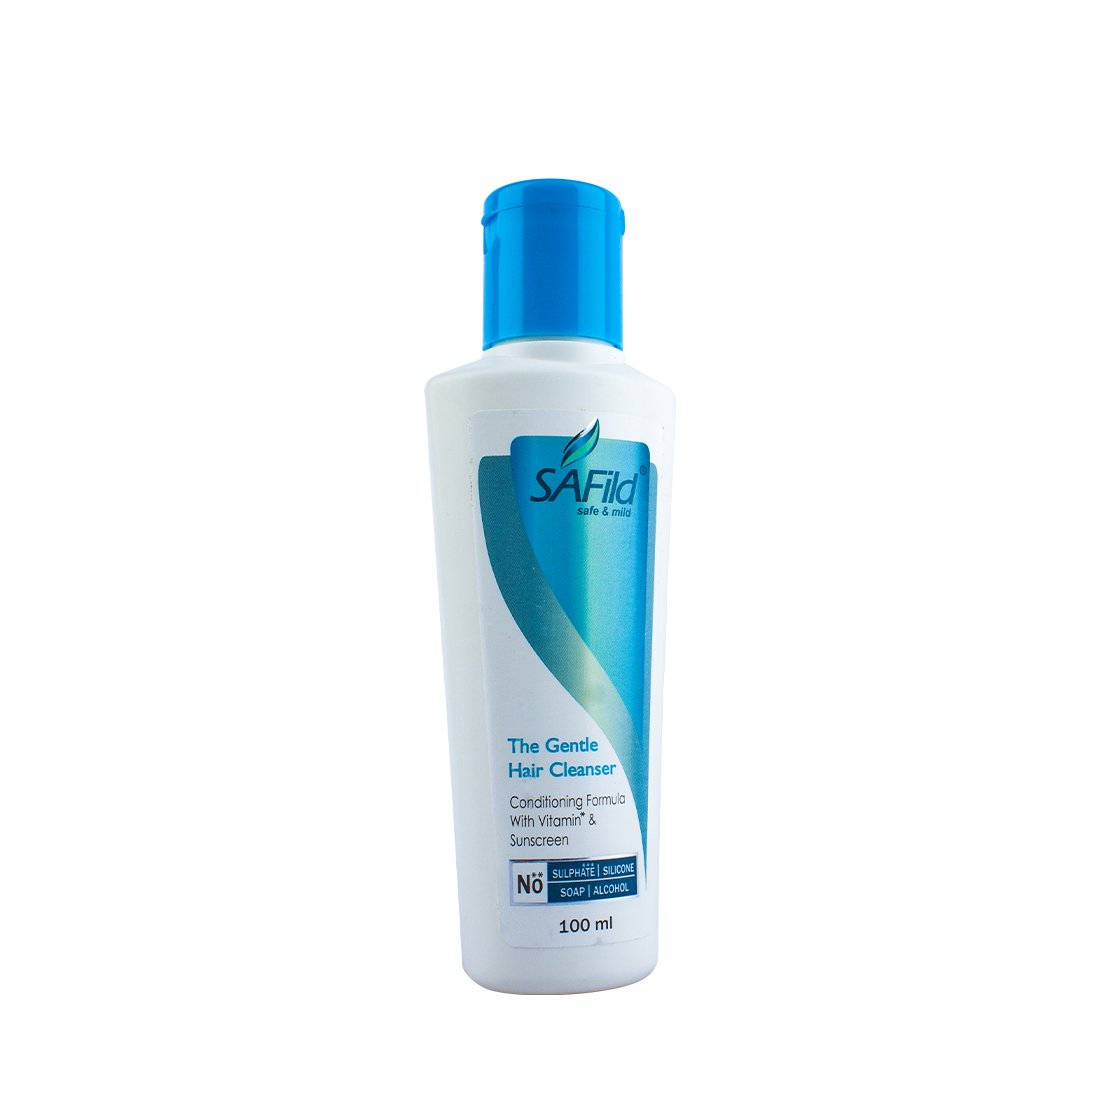 SAFild®
safe & mild
The Gentle
Hair Cleanser
Conditioning Formula
With Vitamin* &
Sunscreen
No**
SULPHATE*** | SILICONE
SOAP | ALCOHOL
100 ml